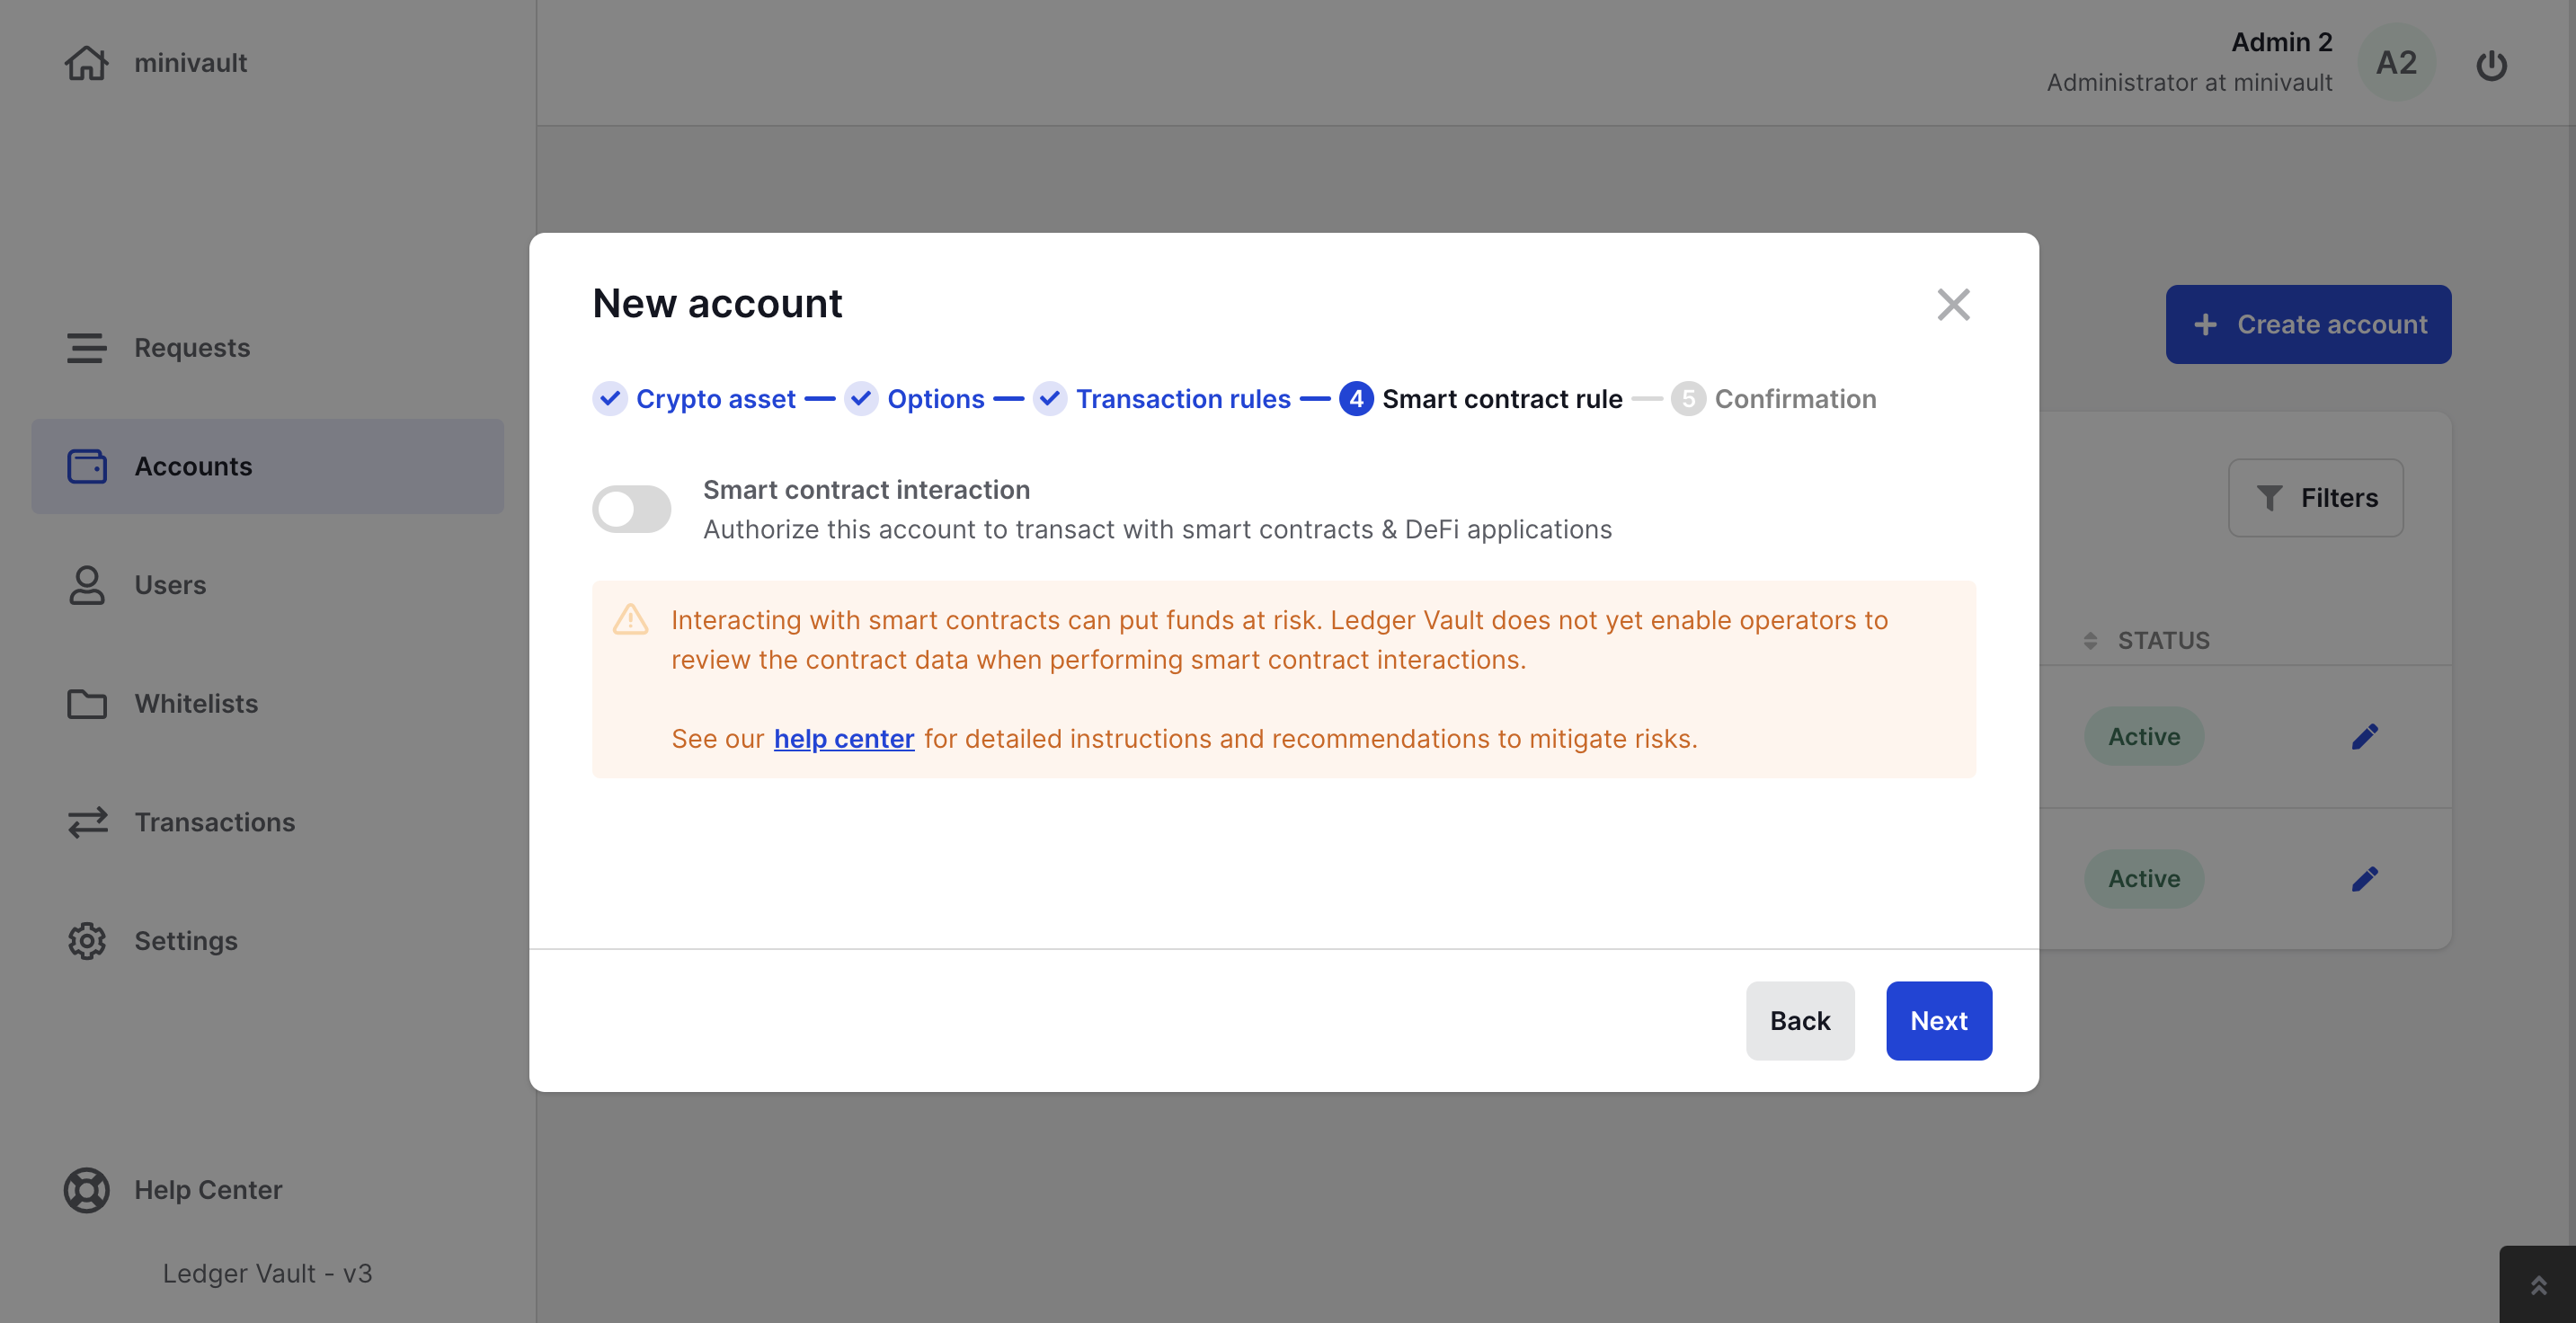 minivault
Admin 2
Administrator at minivault
A2
Requests
Accounts
Users
Whitelists
Transactions
Settings
Help Center
Ledger Vault - v3
Create account
Filters
STATUS
Active
Active
New account
Crypto asset
Options
Transaction rules
4 Smart contract rule
5 Confirmation
Smart contract interaction
Authorize this account to transact with smart contracts & DeFi applications
Interacting with smart contracts can put funds at risk. Ledger Vault does not yet enable operators to
review the contract data when performing smart contract interactions.
See our help center for detailed instructions and recommendations to mitigate risks.
Back
Next